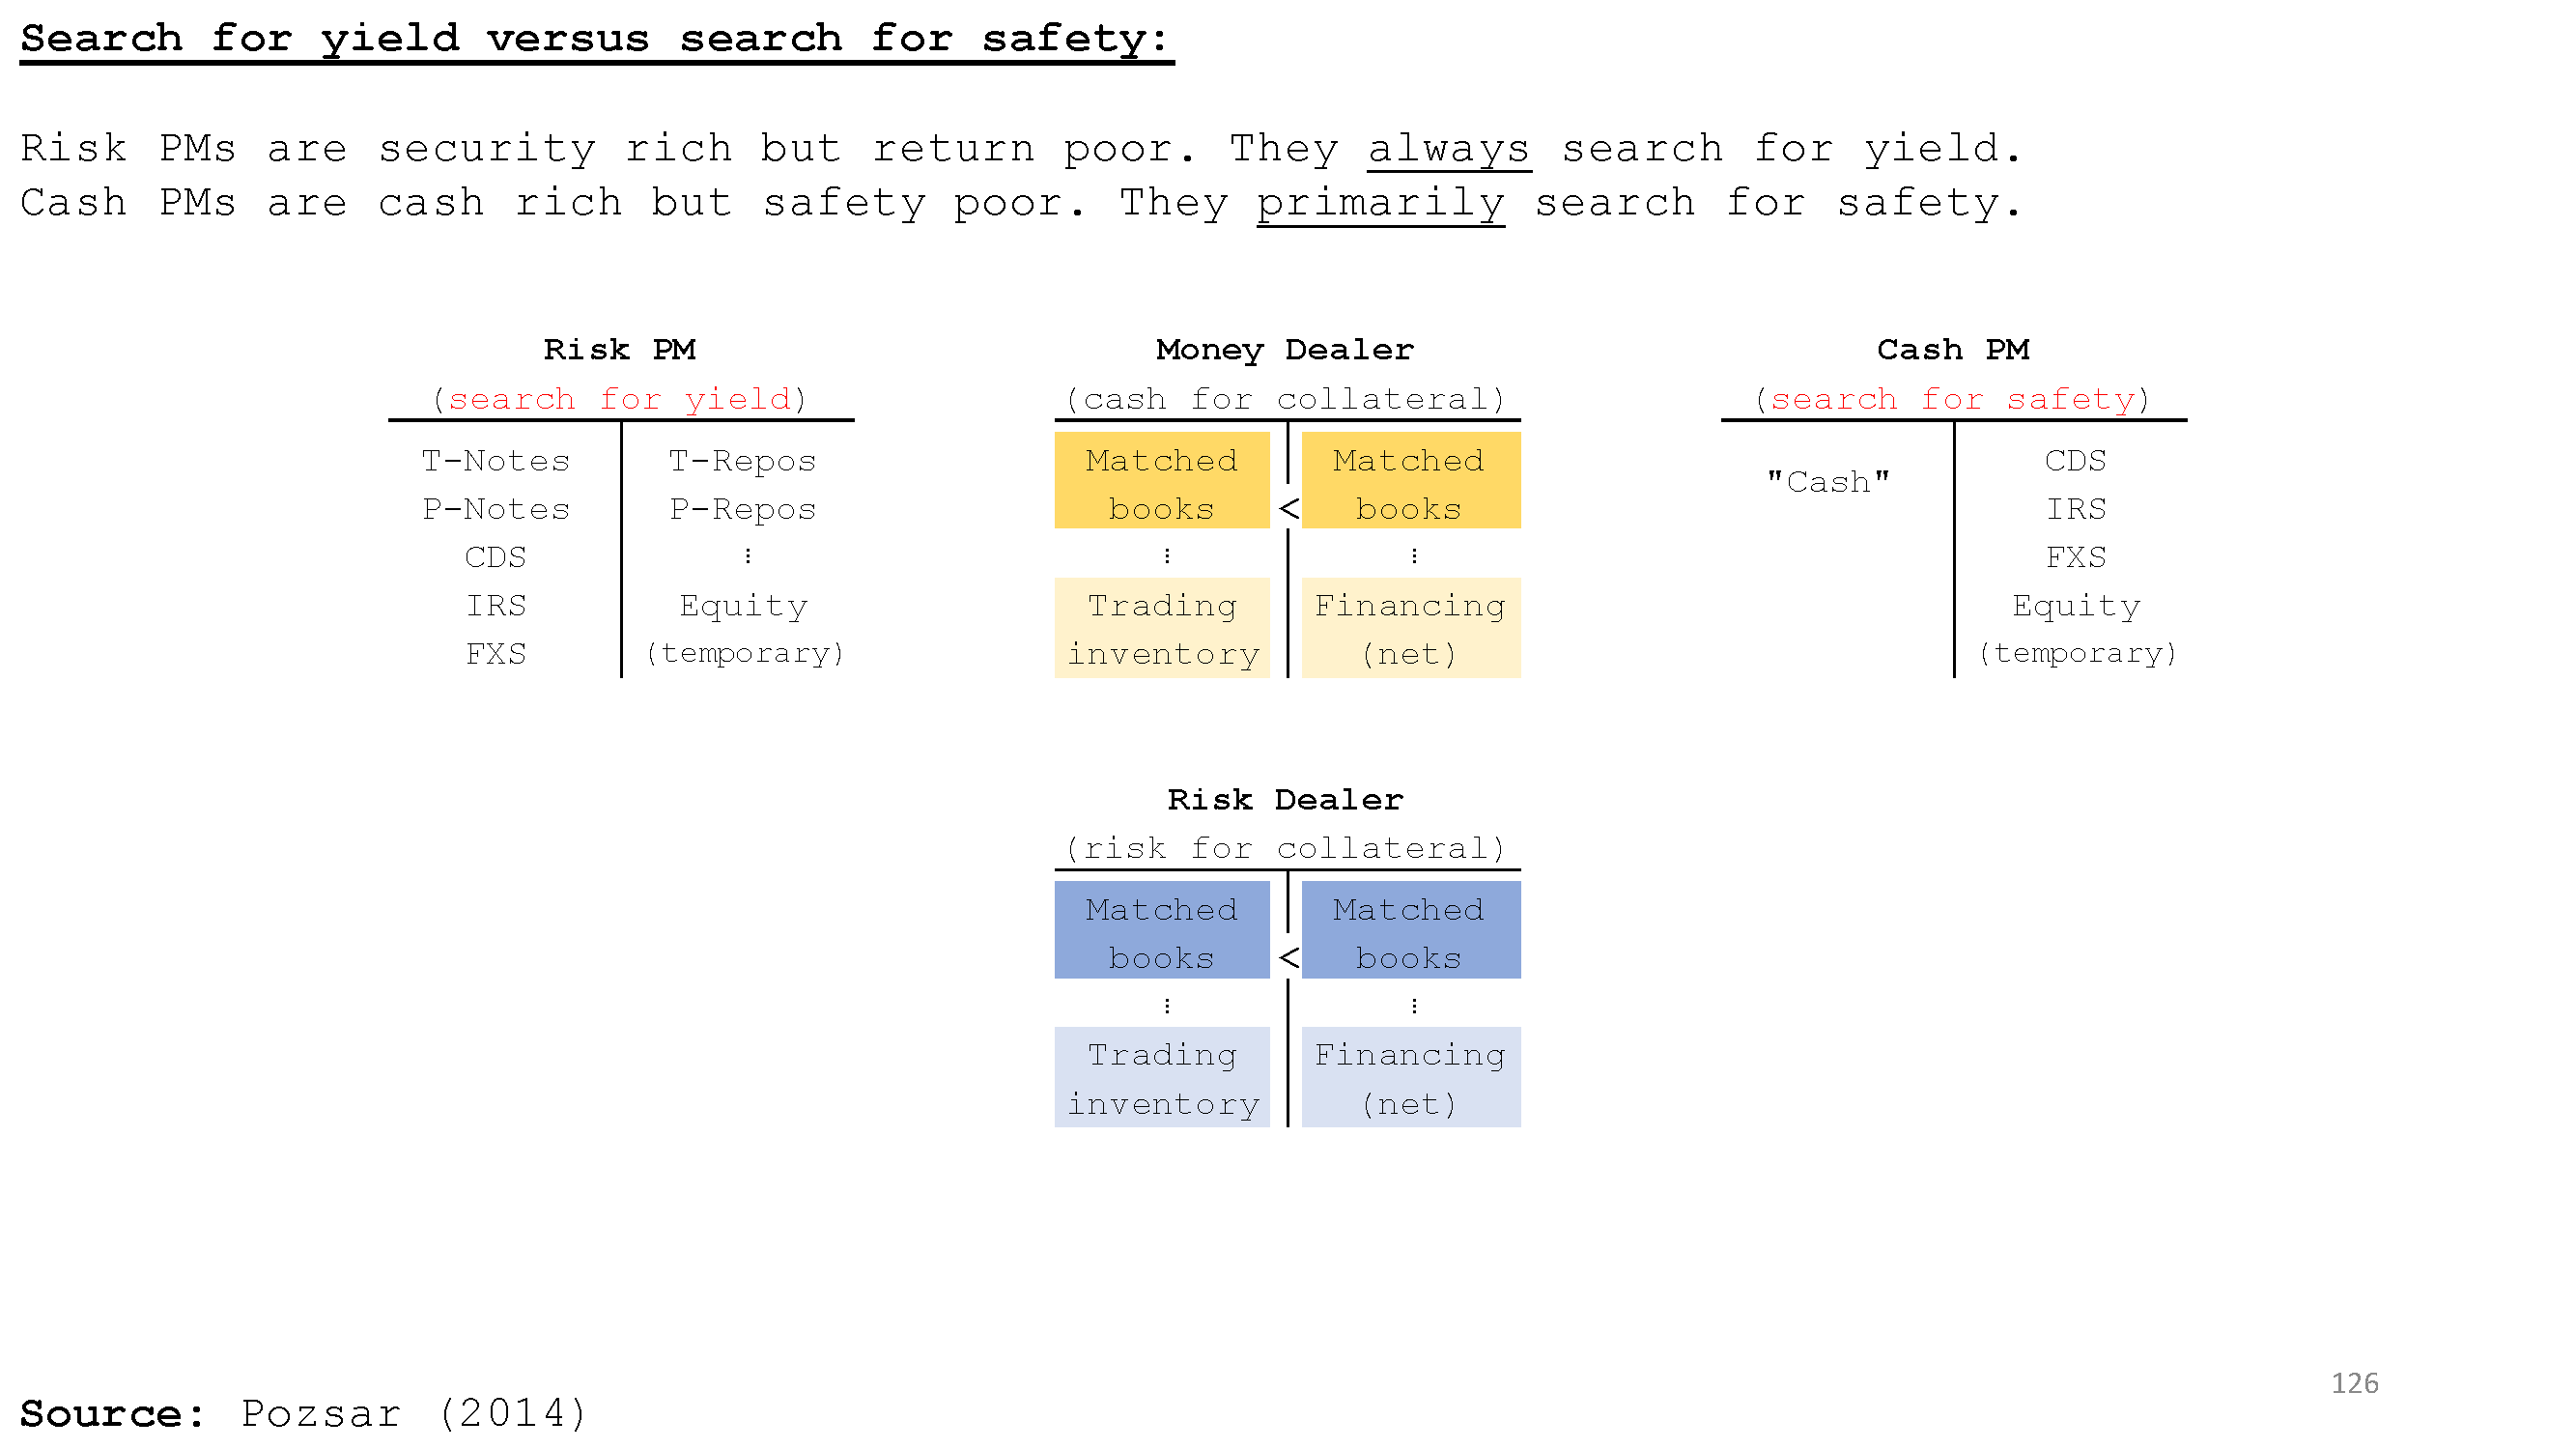 Search for yield versus search for safety:
Risk PMs are security rich but return poor. They always search for yield.
Cash PMs are cash rich but safety poor. They primarily search for safety.
Risk PM
(search for yield)
T-Notes T-Repos
P-Notes P-Repos
CDS ⋮
IRS Equity
FXS (temporary)
Money Dealer
(cash for collateral)
Matched Matched
books < books
⋮ ⋮
Trading Financing
inventory (net)
Cash PM
(search for safety)
"Cash"
CDS
IRS
FXS
Equity
(temporary)
Risk Dealer
(risk for collateral)
Matched Matched
books < books
⋮ ⋮
Trading Financing
inventory (net)
Source: Pozsar (2014)
126